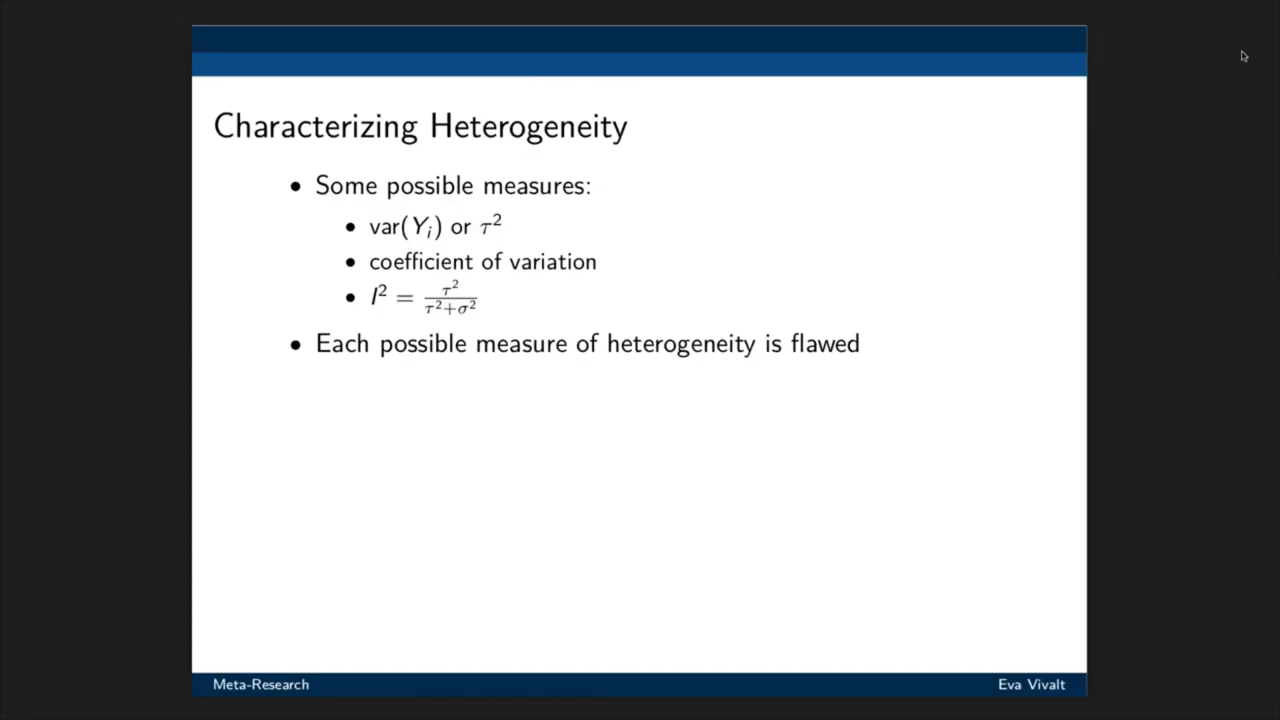 Characterizing Heterogeneity
• Some possible measures:
• var(Yᵢ) or τ²
• coefficient of variation
• I² = τ²/(τ²+σ²)
• Each possible measure of heterogeneity is flawed
Meta-Research
Eva Vivalt